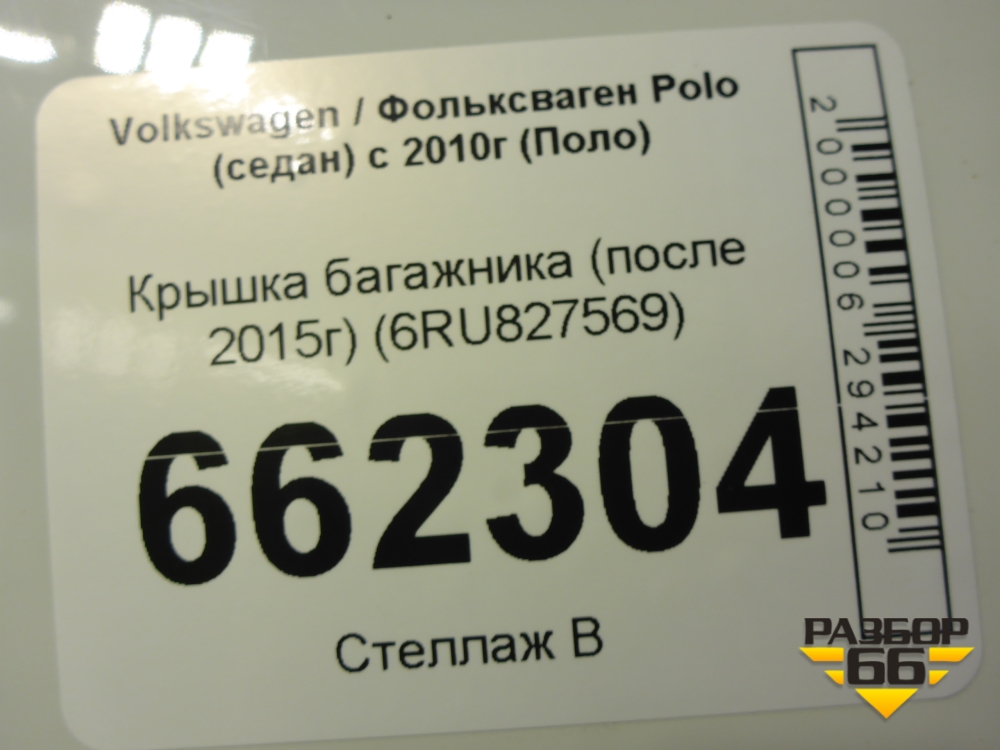 Volkswagen / Фольксваген Polo
(седан) с 2010г (Поло)
Крышка багажника (после
2015г) (6RU827569)
662304
Стеллаж В
2000006294210
РАЗБОР
66